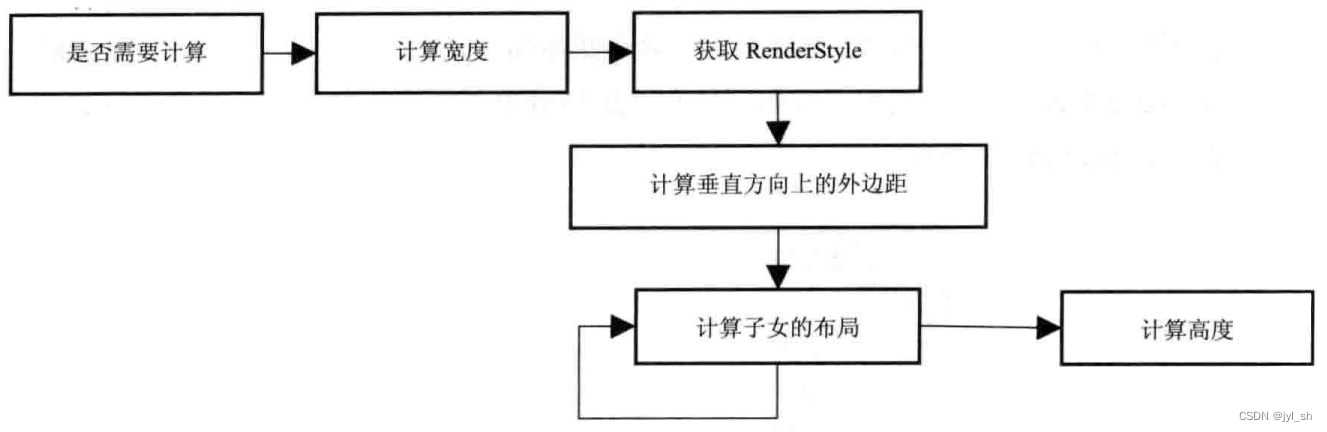 是否需要计算
计算宽度
获取 RenderStyle
计算垂直方向上的外边距
计算子女的布局
计算高度
CSDN @jyl_sh